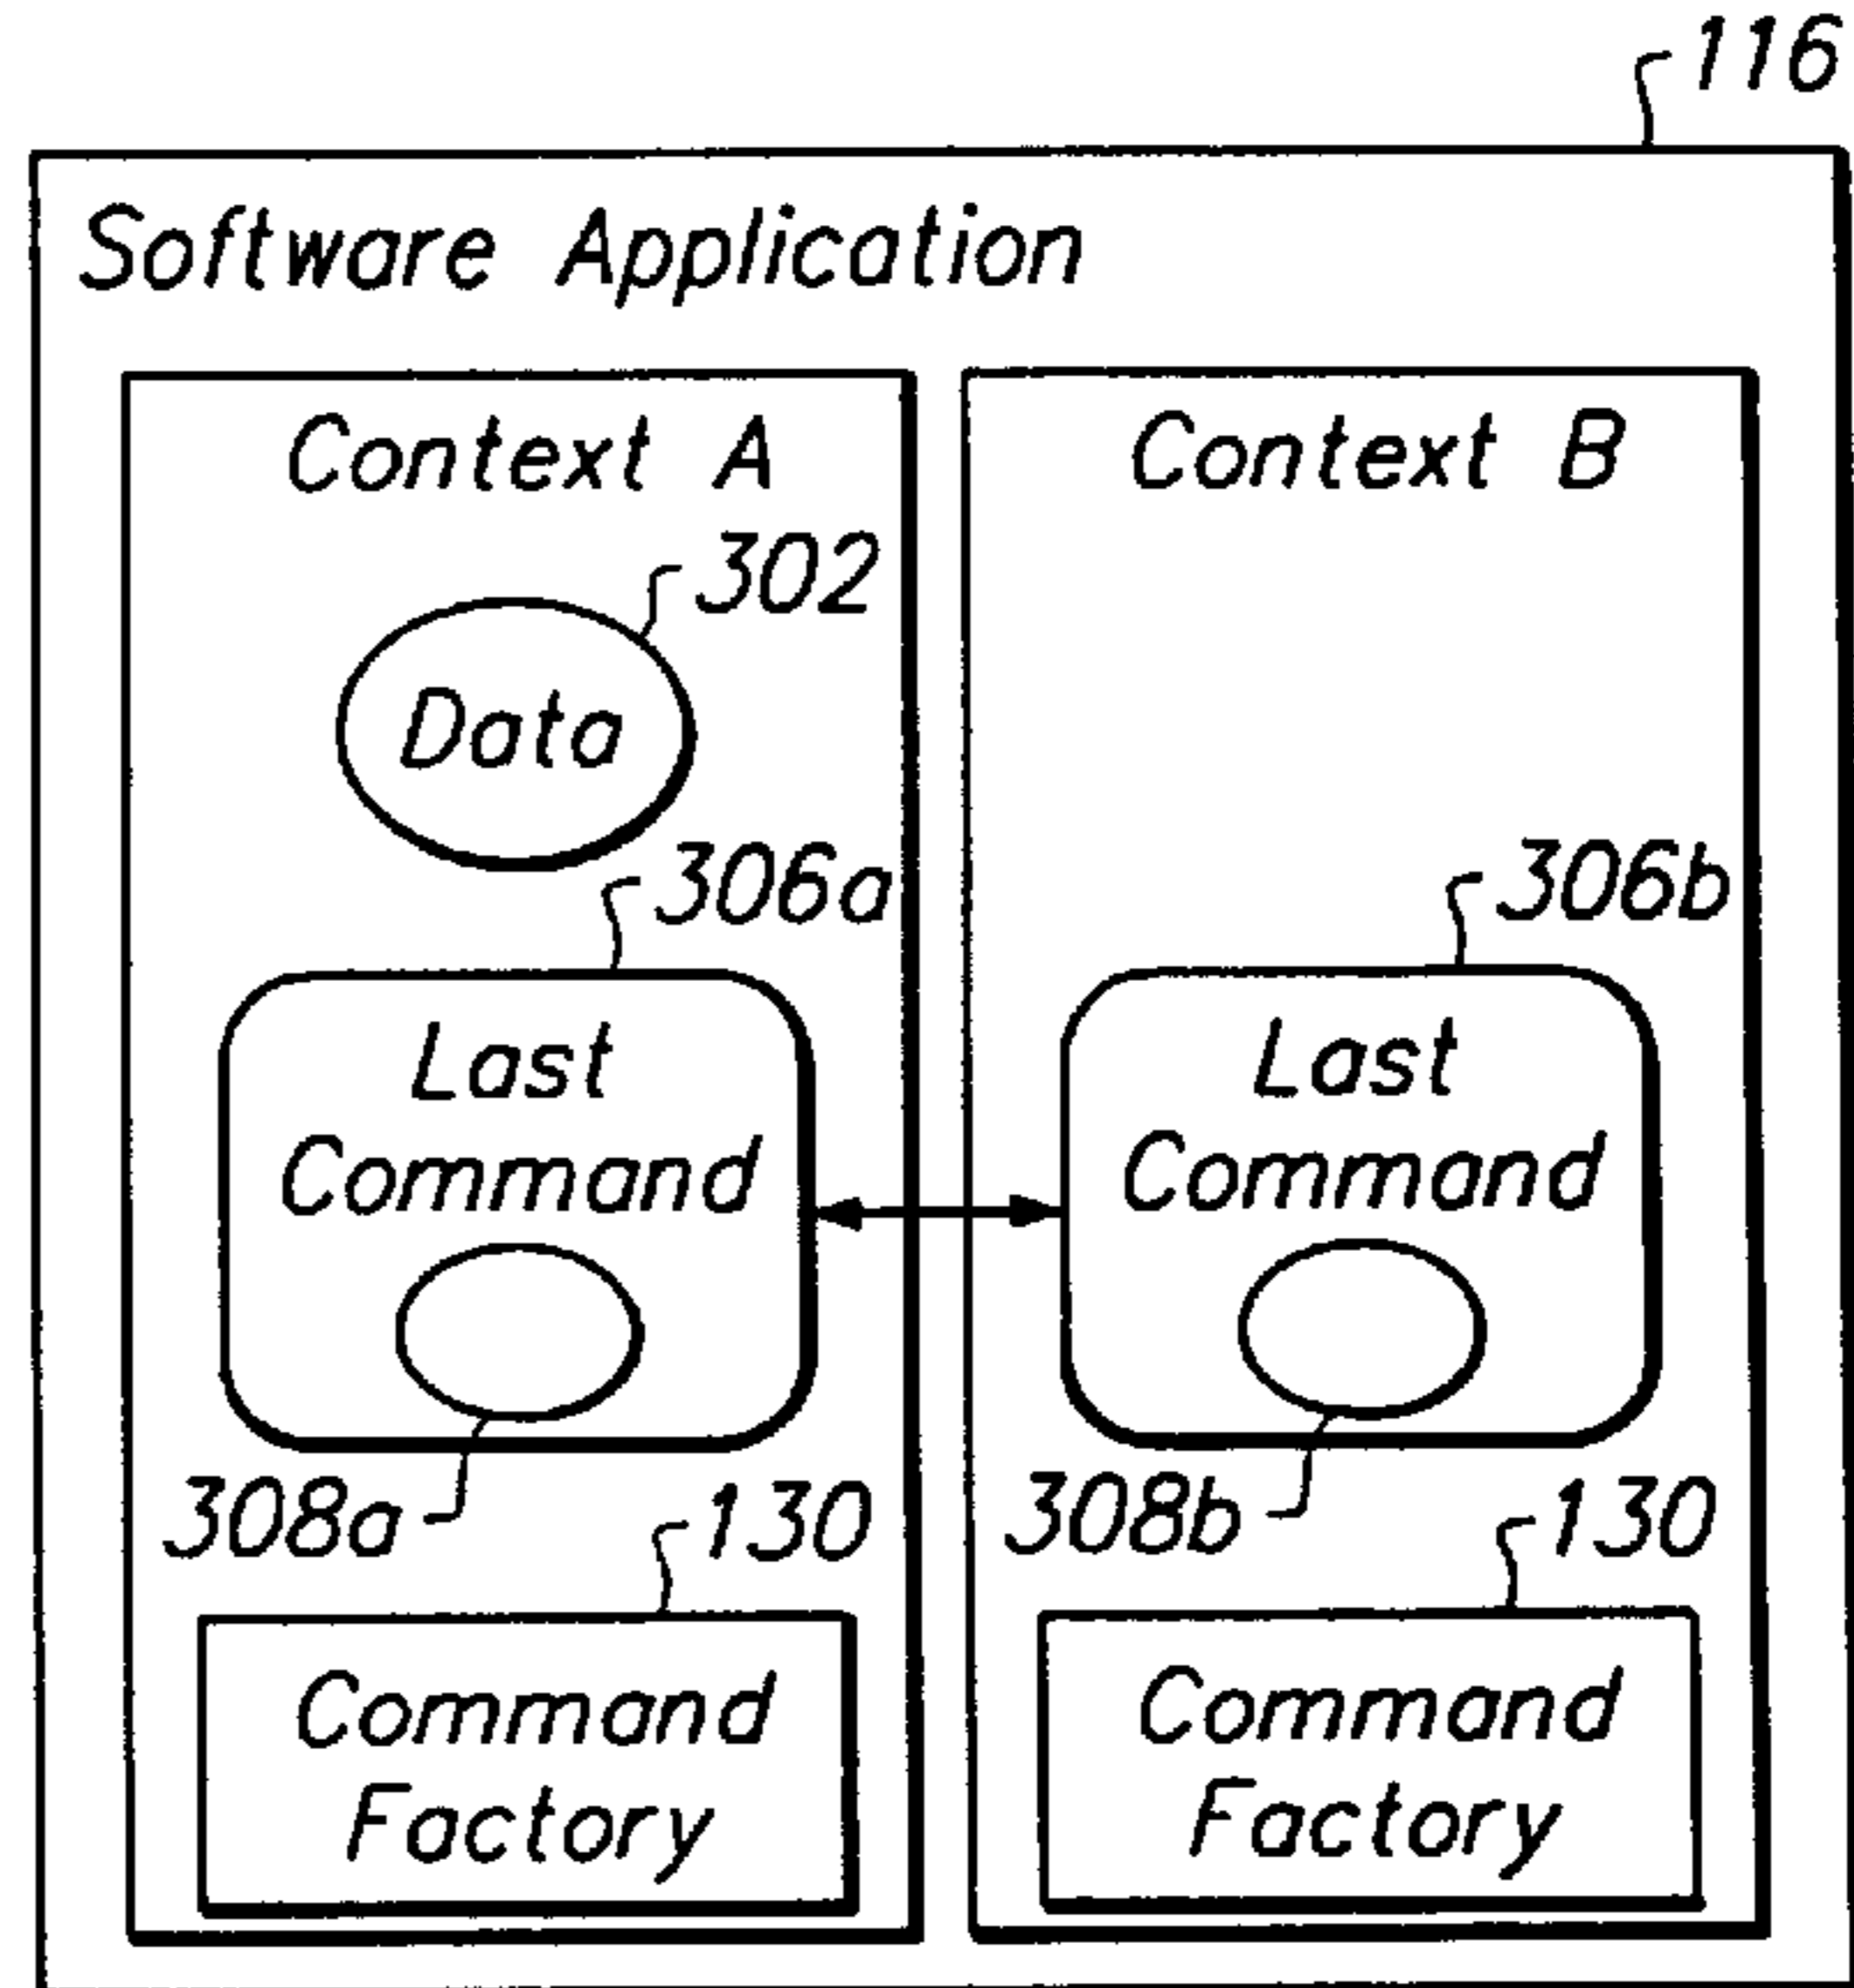 116
Software Application
Context A
302
Data
306a
Last
Command
308a
130
Command
Factory
Context B
306b
Last
Command
308b
130
Command
Factory